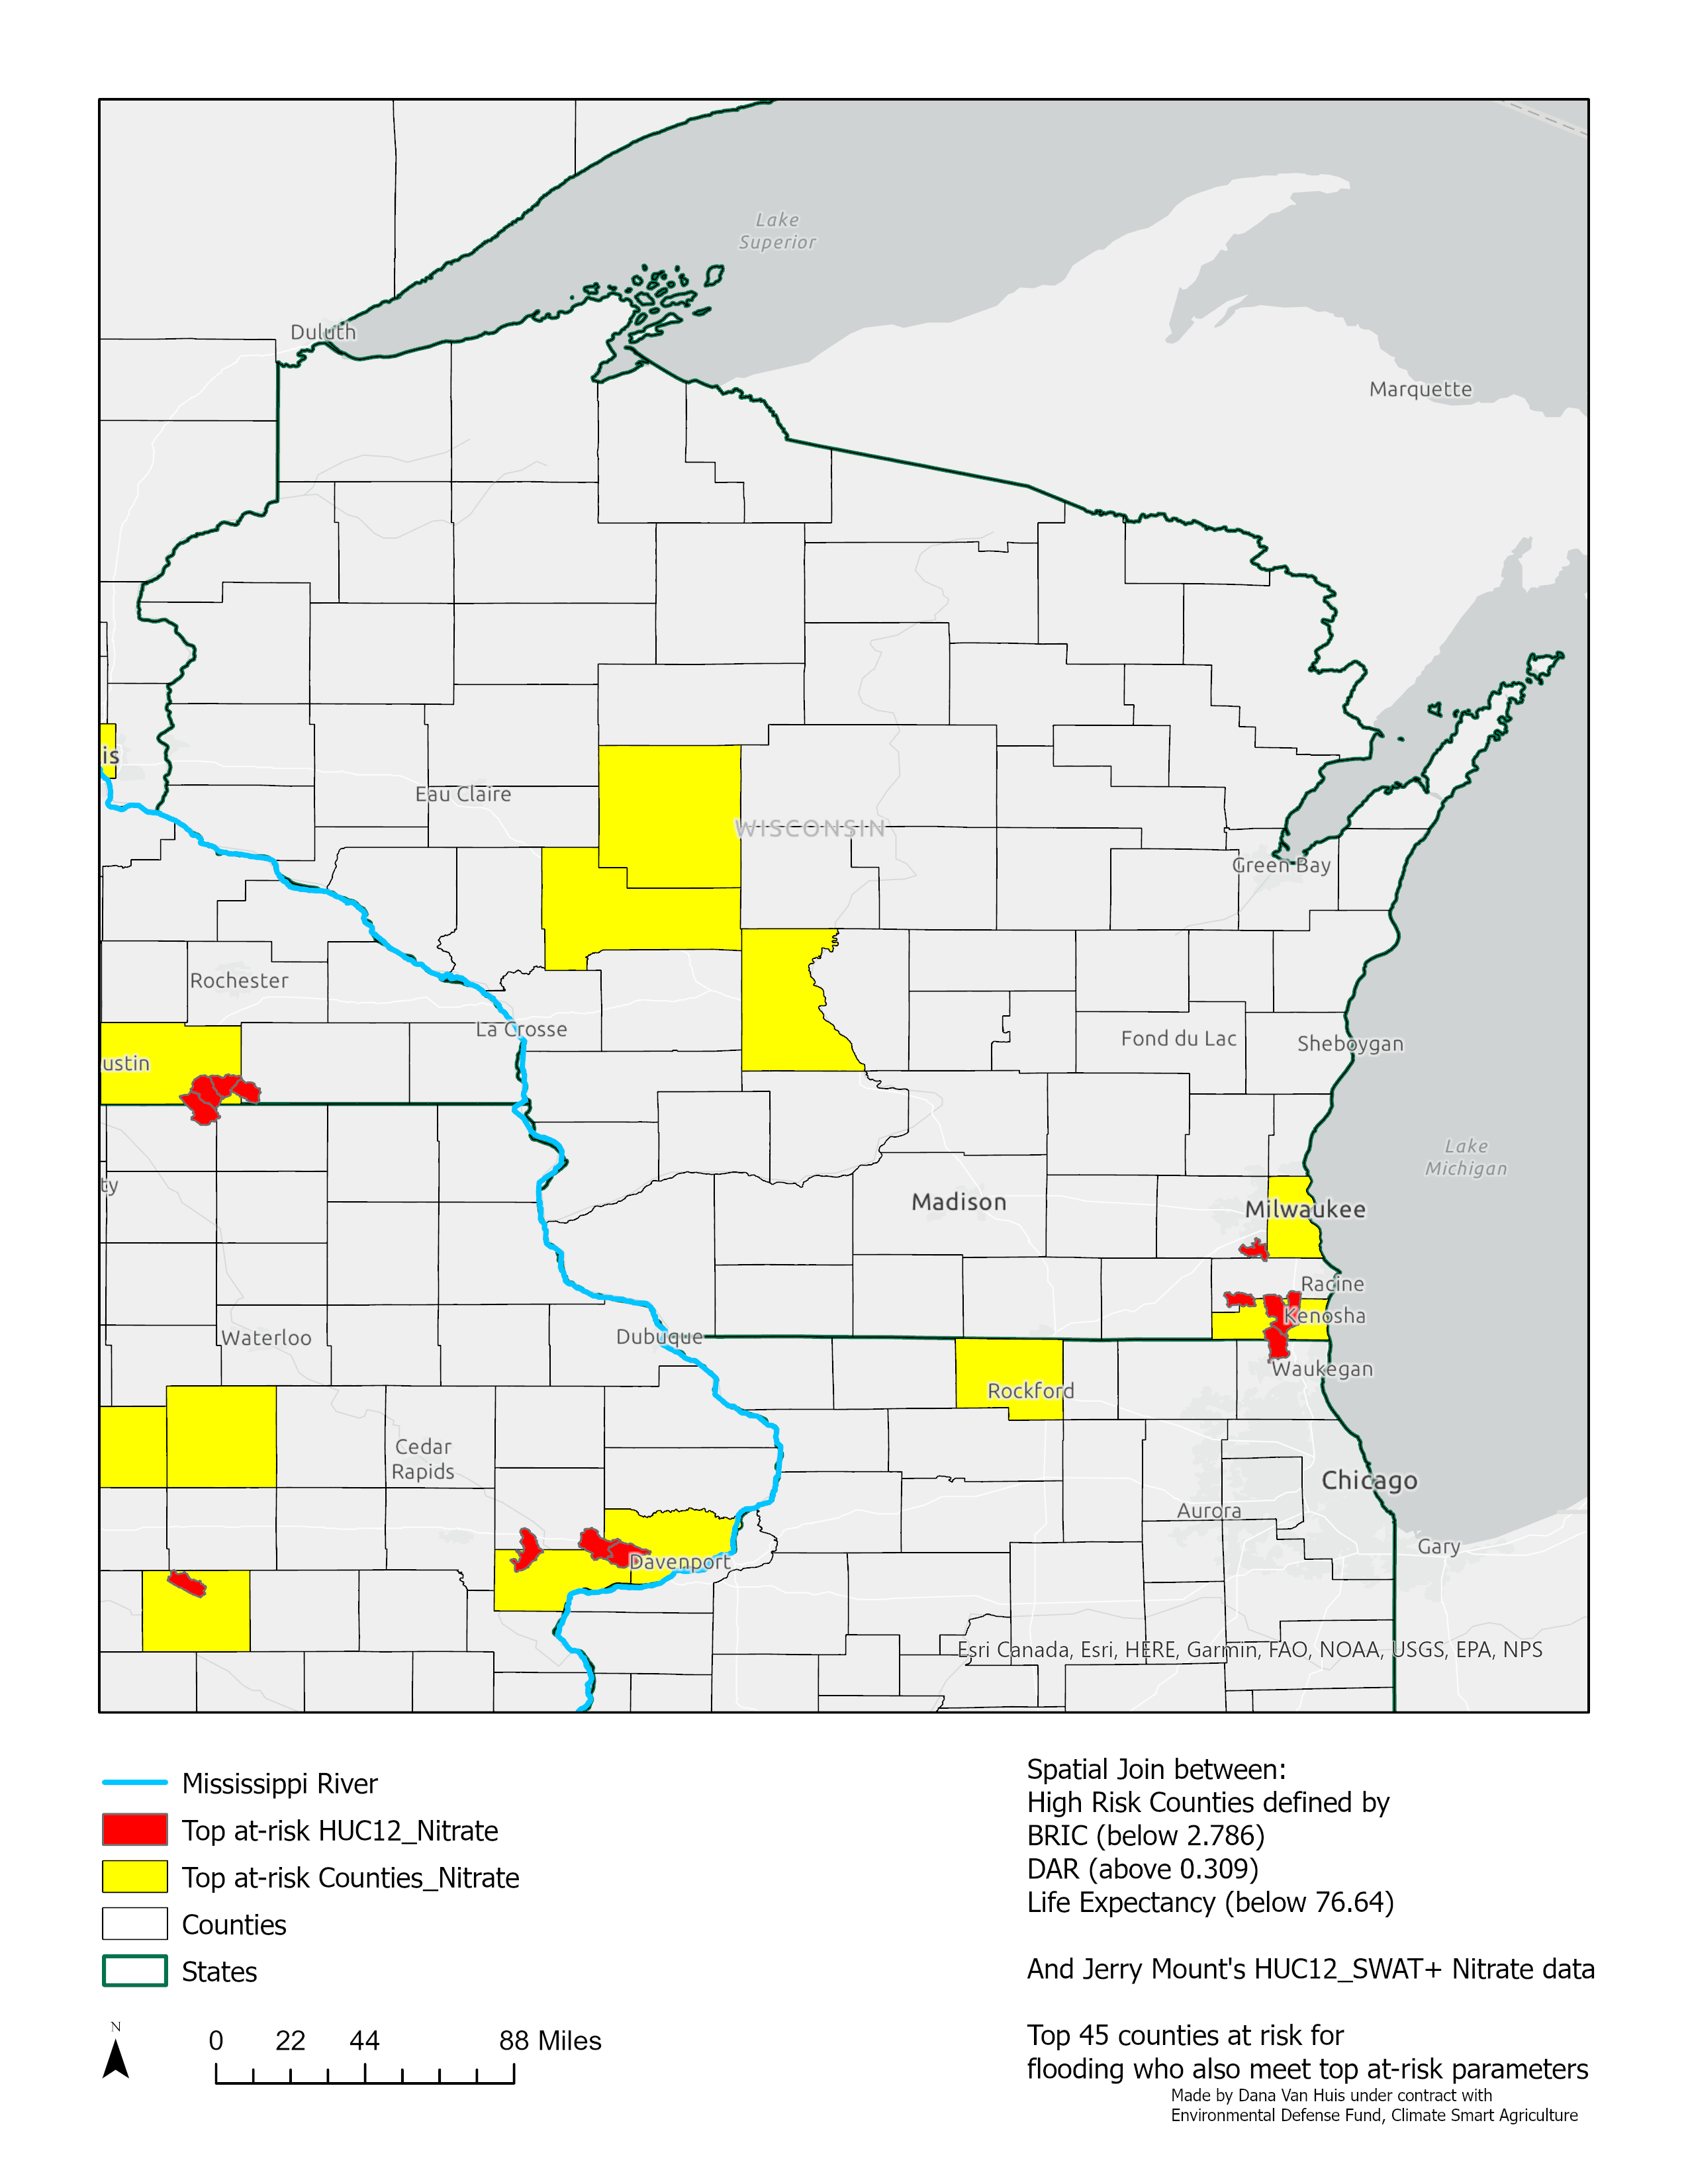 Lake
Superior
Duluth
Marquette
is
Eau Claire
WISCONSIN
Green Bay
Rochester
La Crosse
Fond du Lac
Sheboygan
ustin
Lake
Michigan
ty
Madison
Milwaukee
Racine
Kenosha
Waterloo
Dubuque
Waukegan
Rockford
Cedar
Rapids
Chicago
Aurora
Gary
Davenport
Esri Canada, Esri, HERE, Garmin, FAO, NOAA, USGS, EPA, NPS
Mississippi River
Top at-risk HUC12_Nitrate
Top at-risk Counties_Nitrate
Counties
States
N
0 22 44 88 Miles
Spatial Join between:
High Risk Counties defined by
BRIC (below 2.786)
DAR (above 0.309)
Life Expectancy (below 76.64)
And Jerry Mount's HUC12_SWAT+ Nitrate data
Top 45 counties at risk for
flooding who also meet top at-risk parameters
Made by Dana Van Huis under contract with
Environmental Defense Fund, Climate Smart Agriculture